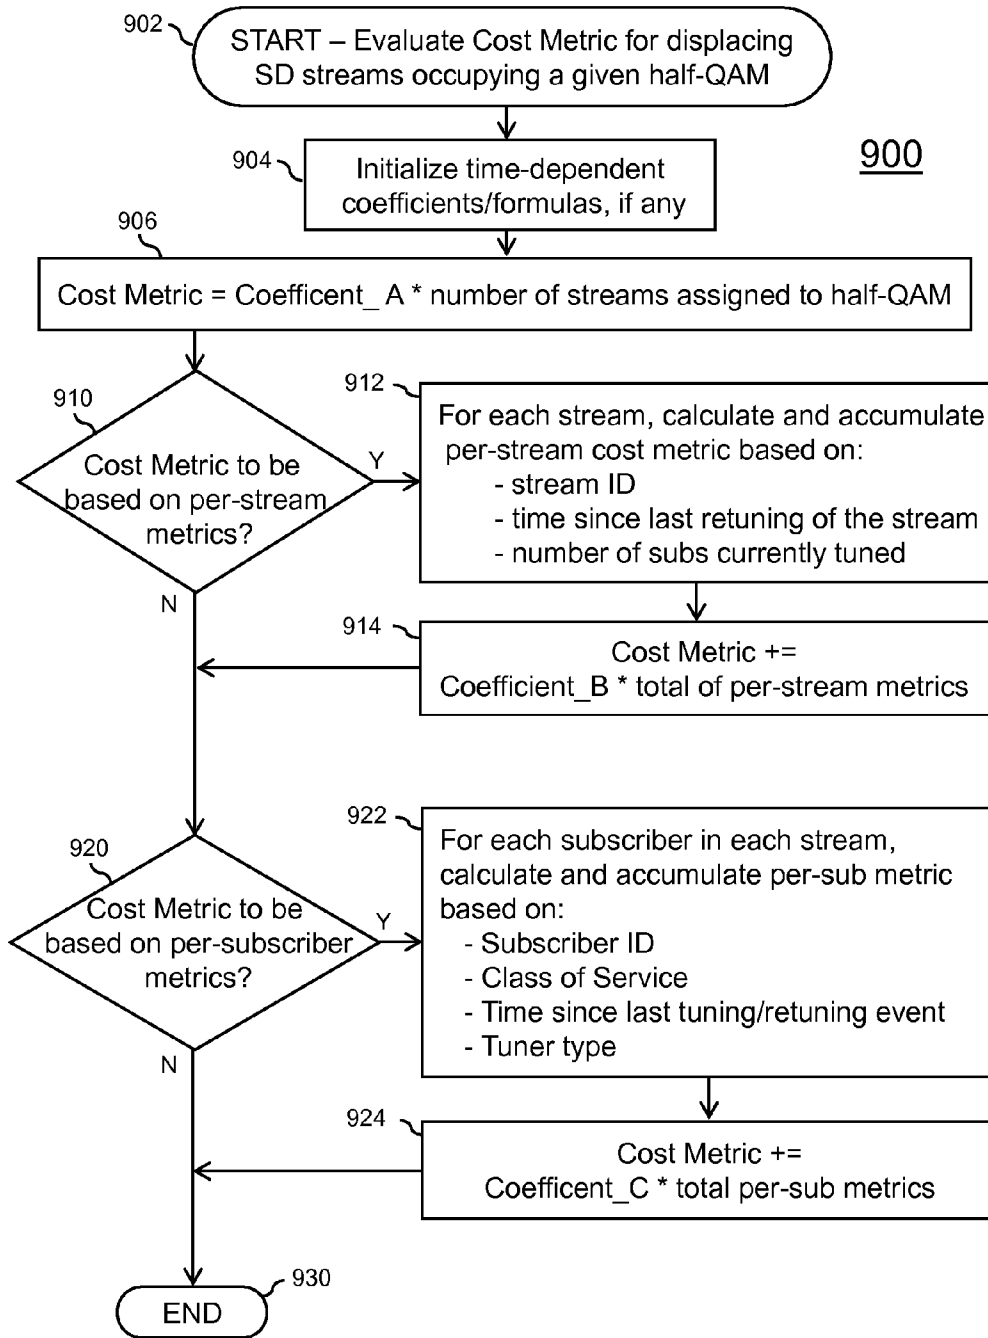 902
START – Evaluate Cost Metric for displacing
SD streams occupying a given half-QAM
900
904
Initialize time-dependent
coefficients/formulas, if any
906
Cost Metric = Coefficent_ A * number of streams assigned to half-QAM
910
Cost Metric to be
based on per-stream
metrics?
Y
N
912
For each stream, calculate and accumulate
per-stream cost metric based on:
- stream ID
- time since last retuning of the stream
- number of subs currently tuned
914
Cost Metric +=
Coefficient_B * total of per-stream metrics
920
Cost Metric to be
based on per-subscriber
metrics?
Y
N
922
For each subscriber in each stream,
calculate and accumulate per-sub metric
based on:
- Subscriber ID
- Class of Service
- Time since last tuning/retuning event
- Tuner type
924
Cost Metric +=
Coefficent_C * total per-sub metrics
930
END